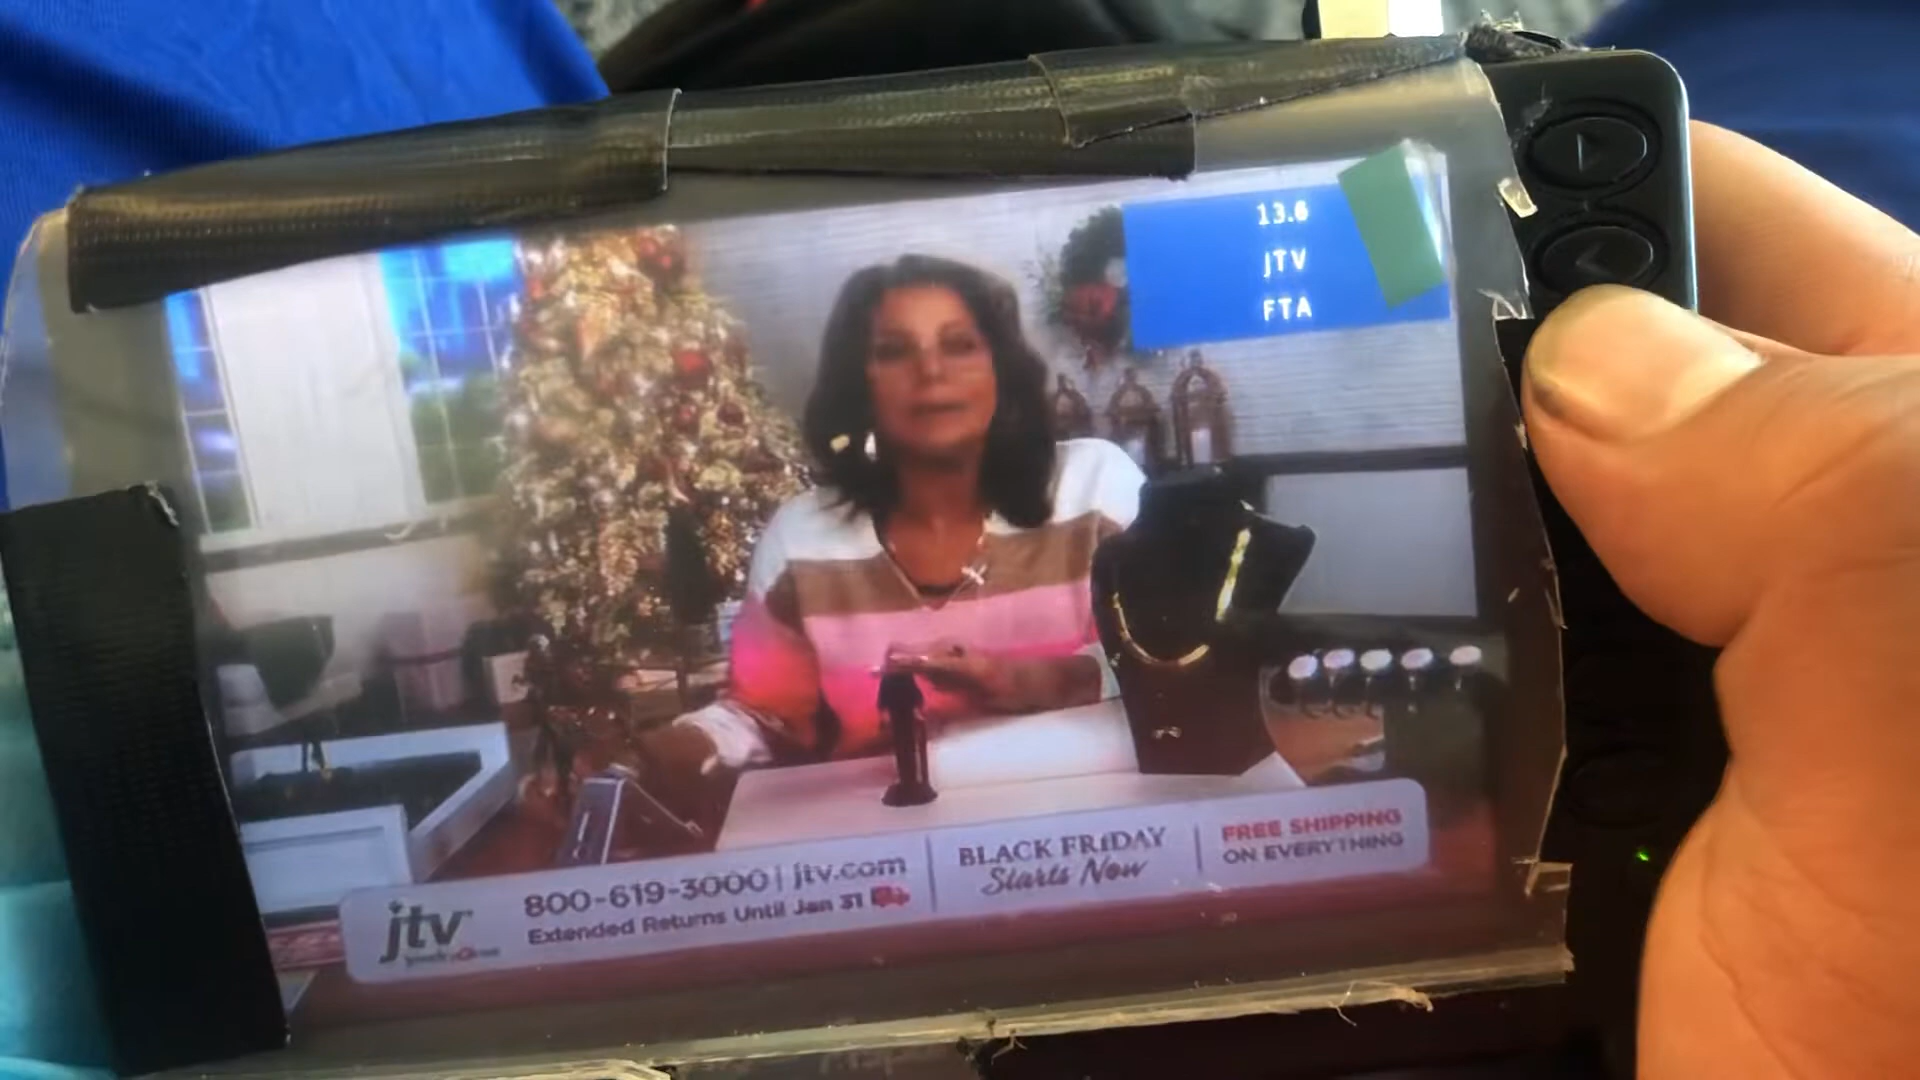 13.6
JTV
FTA
jtv
800-619-3000 | jtv.com
Extended Returns Until Jan 31
BLACK FRIDAY
Starts Now
FREE SHIPPING
ON EVERYTHING